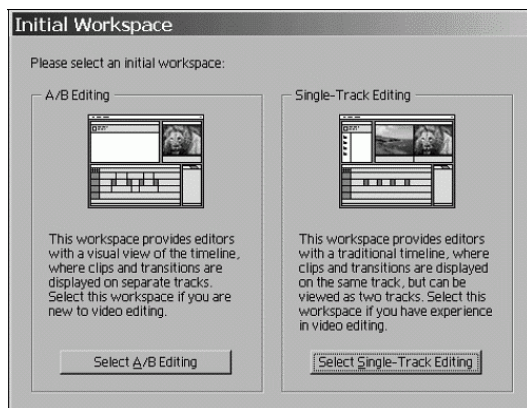 Initial Workspace
Please select an initial workspace:
A/B Editing
This workspace provides editors
with a visual view of the timeline,
where clips and transitions are
displayed on separate tracks.
Select this workspace if you are
new to video editing.
Select A/B Editing
Single-Track Editing
This workspace provides editors
with a traditional timeline, where
clips and transitions are displayed
on the same track, but can be
viewed as two tracks. Select this
workspace if you have experience
in video editing.
Select Single-Track Editing